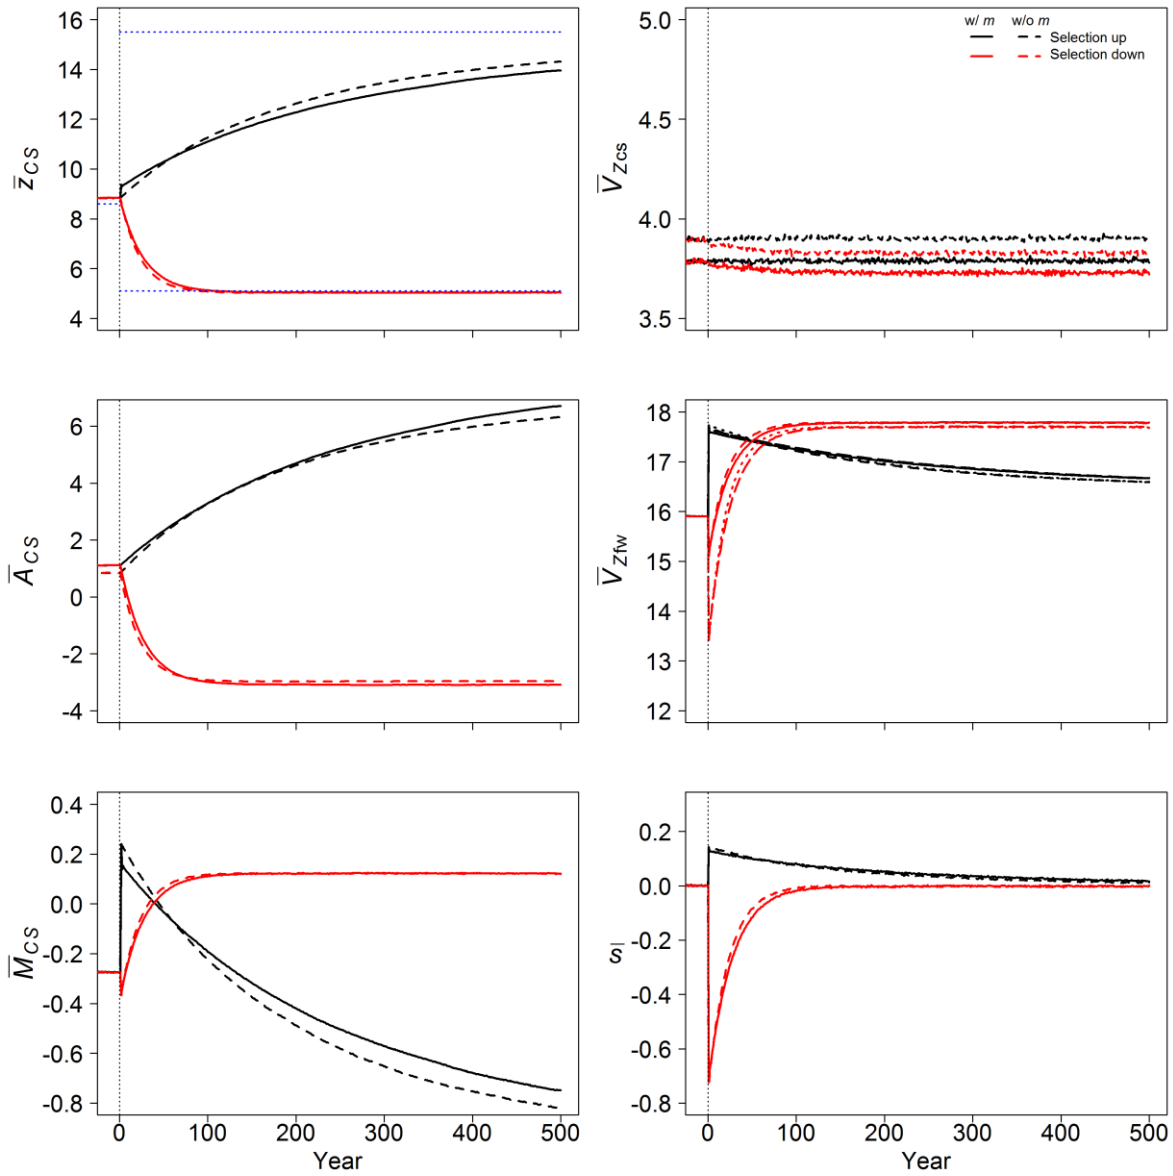 16
14
12
10
8
6
4
z̄CS
5.0
4.5
4.0
3.5
V̄Zcs
w/ m w/o m
Selection up
Selection down
6
4
2
0
-2
-4
ĀCS
18
17
16
15
14
13
12
V̄Zfw
0.4
0.2
0.0
-0.2
-0.4
-0.6
-0.8
M̄CS
0 100 200 300 400 500
Year
0.2
0.0
-0.2
-0.4
-0.6
-0.8
s̄
0 100 200 300 400 500
Year